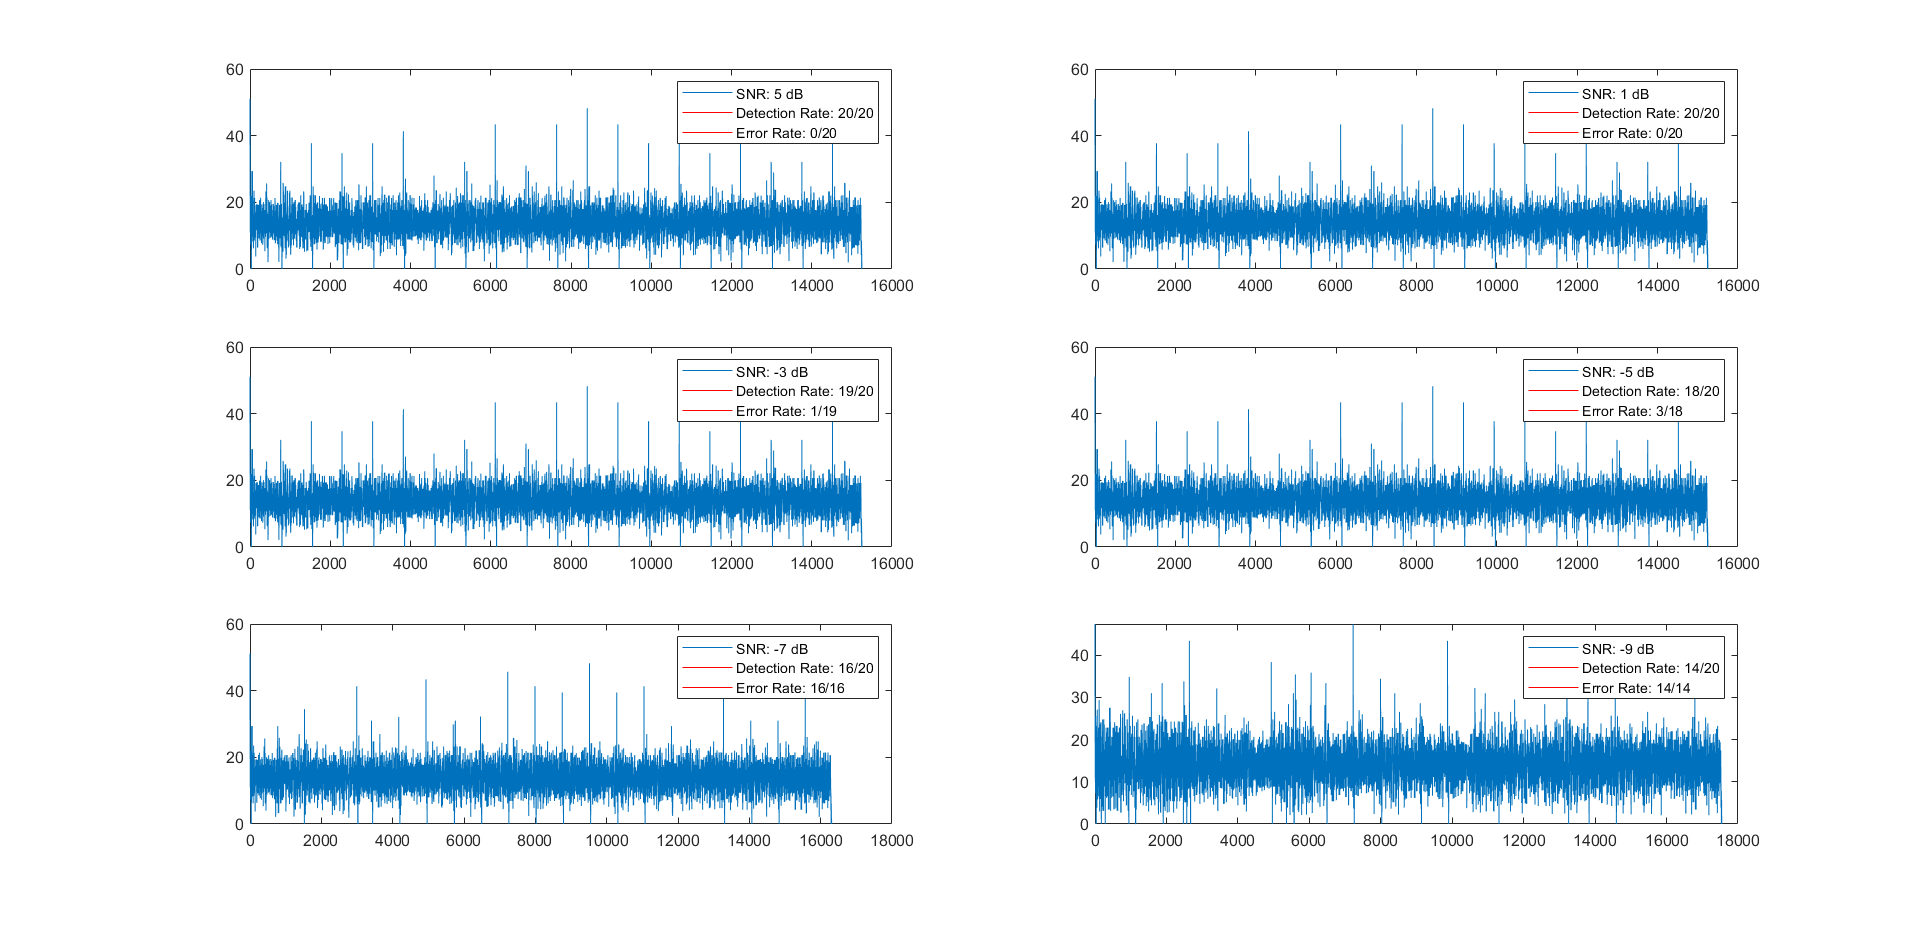 60
40
20
0
0 2000 4000 6000 8000 10000 12000 14000 16000
SNR: 5 dB
Detection Rate: 20/20
Error Rate: 0/20
60
40
20
0
0 2000 4000 6000 8000 10000 12000 14000 16000
SNR: 1 dB
Detection Rate: 20/20
Error Rate: 0/20
60
40
20
0
0 2000 4000 6000 8000 10000 12000 14000 16000
SNR: -3 dB
Detection Rate: 19/20
Error Rate: 1/19
60
40
20
0
0 2000 4000 6000 8000 10000 12000 14000 16000
SNR: -5 dB
Detection Rate: 18/20
Error Rate: 3/18
60
40
20
0
0 2000 4000 6000 8000 10000 12000 14000 16000 18000
SNR: -7 dB
Detection Rate: 16/20
Error Rate: 16/16
40
30
20
10
0
0 2000 4000 6000 8000 10000 12000 14000 16000 18000
SNR: -9 dB
Detection Rate: 14/20
Error Rate: 14/14